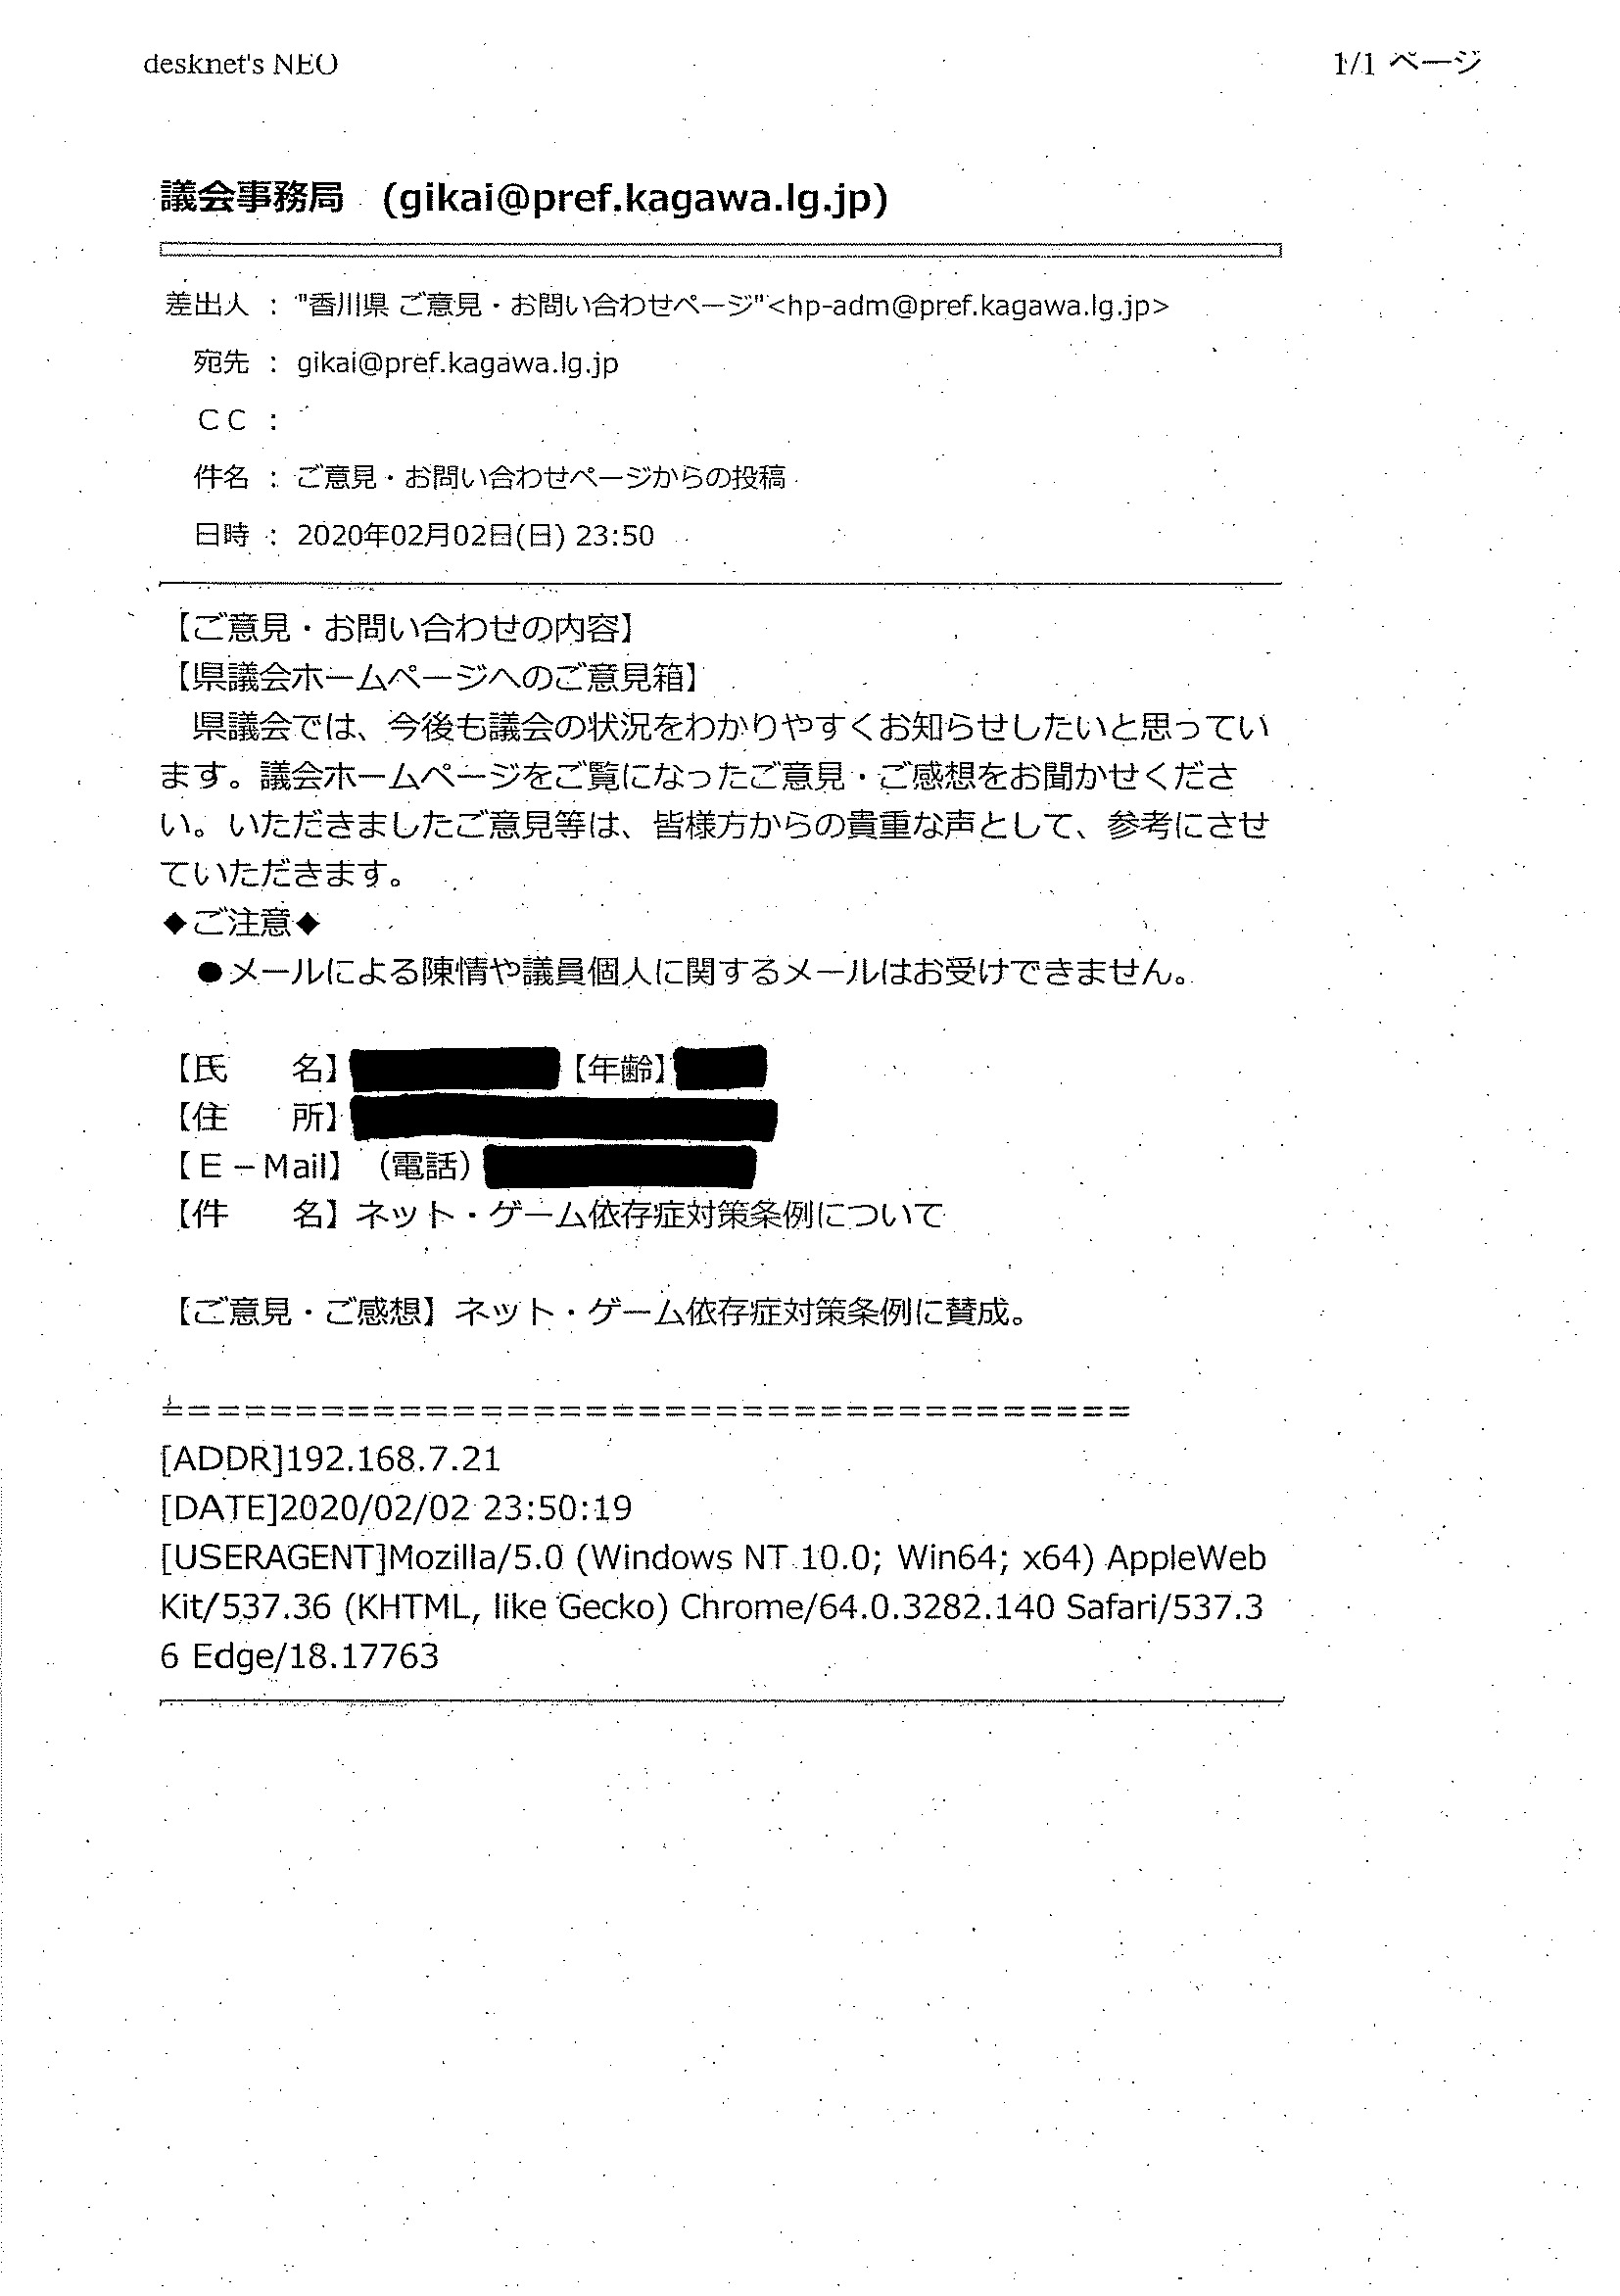 desknet's NEO
1/1 ページ
議会事務局　(gikai@pref.kagawa.lg.jp)
差出人 ： "香川県 ご意見・お問い合わせページ"<hp-adm@pref.kagawa.lg.jp>
宛先 ： gikai@pref.kagawa.lg.jp
ＣＣ ：
件名 ： ご意見・お問い合わせページからの投稿
日時 ： 2020年02月02日(日) 23:50
【ご意見・お問い合わせの内容】
【県議会ホームページへのご意見箱】
　県議会では、今後も議会の状況をわかりやすくお知らせしたいと思ってい
ます。議会ホームページをご覧になったご意見・ご感想をお聞かせくださ
い。いただきましたご意見等は、皆様方からの貴重な声として、参考にさせ
ていただきます。
◆ご注意◆
　●メールによる陳情や議員個人に関するメールはお受けできません。
【氏　　名】【年齢】
【住　　所】
【Ｅ－Mail】（電話）
【件　　名】ネット・ゲーム依存症対策条例について
【ご意見・ご感想】ネット・ゲーム依存症対策条例に賛成。
=====================================
[ADDR]192.168.7.21
[DATE]2020/02/02 23:50:19
[USERAGENT]Mozilla/5.0 (Windows NT 10.0; Win64; x64) AppleWeb
Kit/537.36 (KHTML, like Gecko) Chrome/64.0.3282.140 Safari/537.3
6 Edge/18.17763